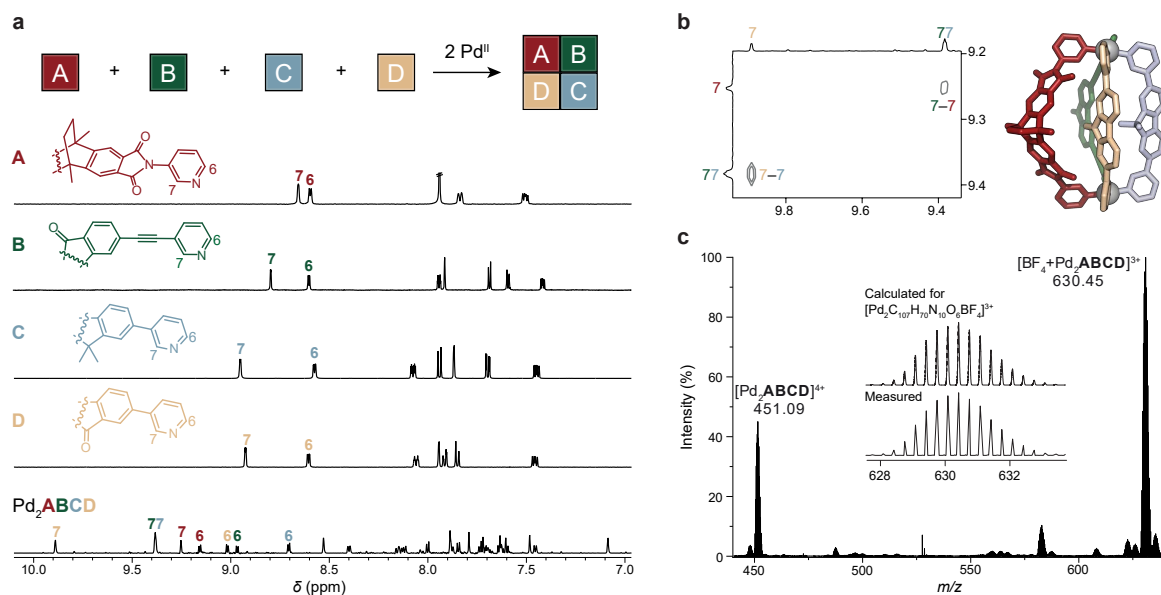 a
A + B + C + D 2 Pdᴵᴵ A B
D C
A
O
N
O
N
6
7
7 6
B
O
N
6
7
7 6
C
N
6
7
7 6
D
O
N
6
7
7 6
Pd₂ABCD
7 77 7 6 6 6 6
10.0 9.5 9.0 8.5 8.0 7.5 7.0
δ (ppm)
b
7 77
9.2
7
7–7
9.3
77
7–7
9.4
9.8 9.6 9.4
c
100
80
60
40
20
0
Intensity (%)
[BF₄+Pd₂ABCD]³⁺
630.45
Calculated for
[Pd₂C₁₀₇H₇₀N₁₀O₆BF₄]³⁺
Measured
628 630 632
[Pd₂ABCD]⁴⁺
451.09
450 500 550 600
m/z